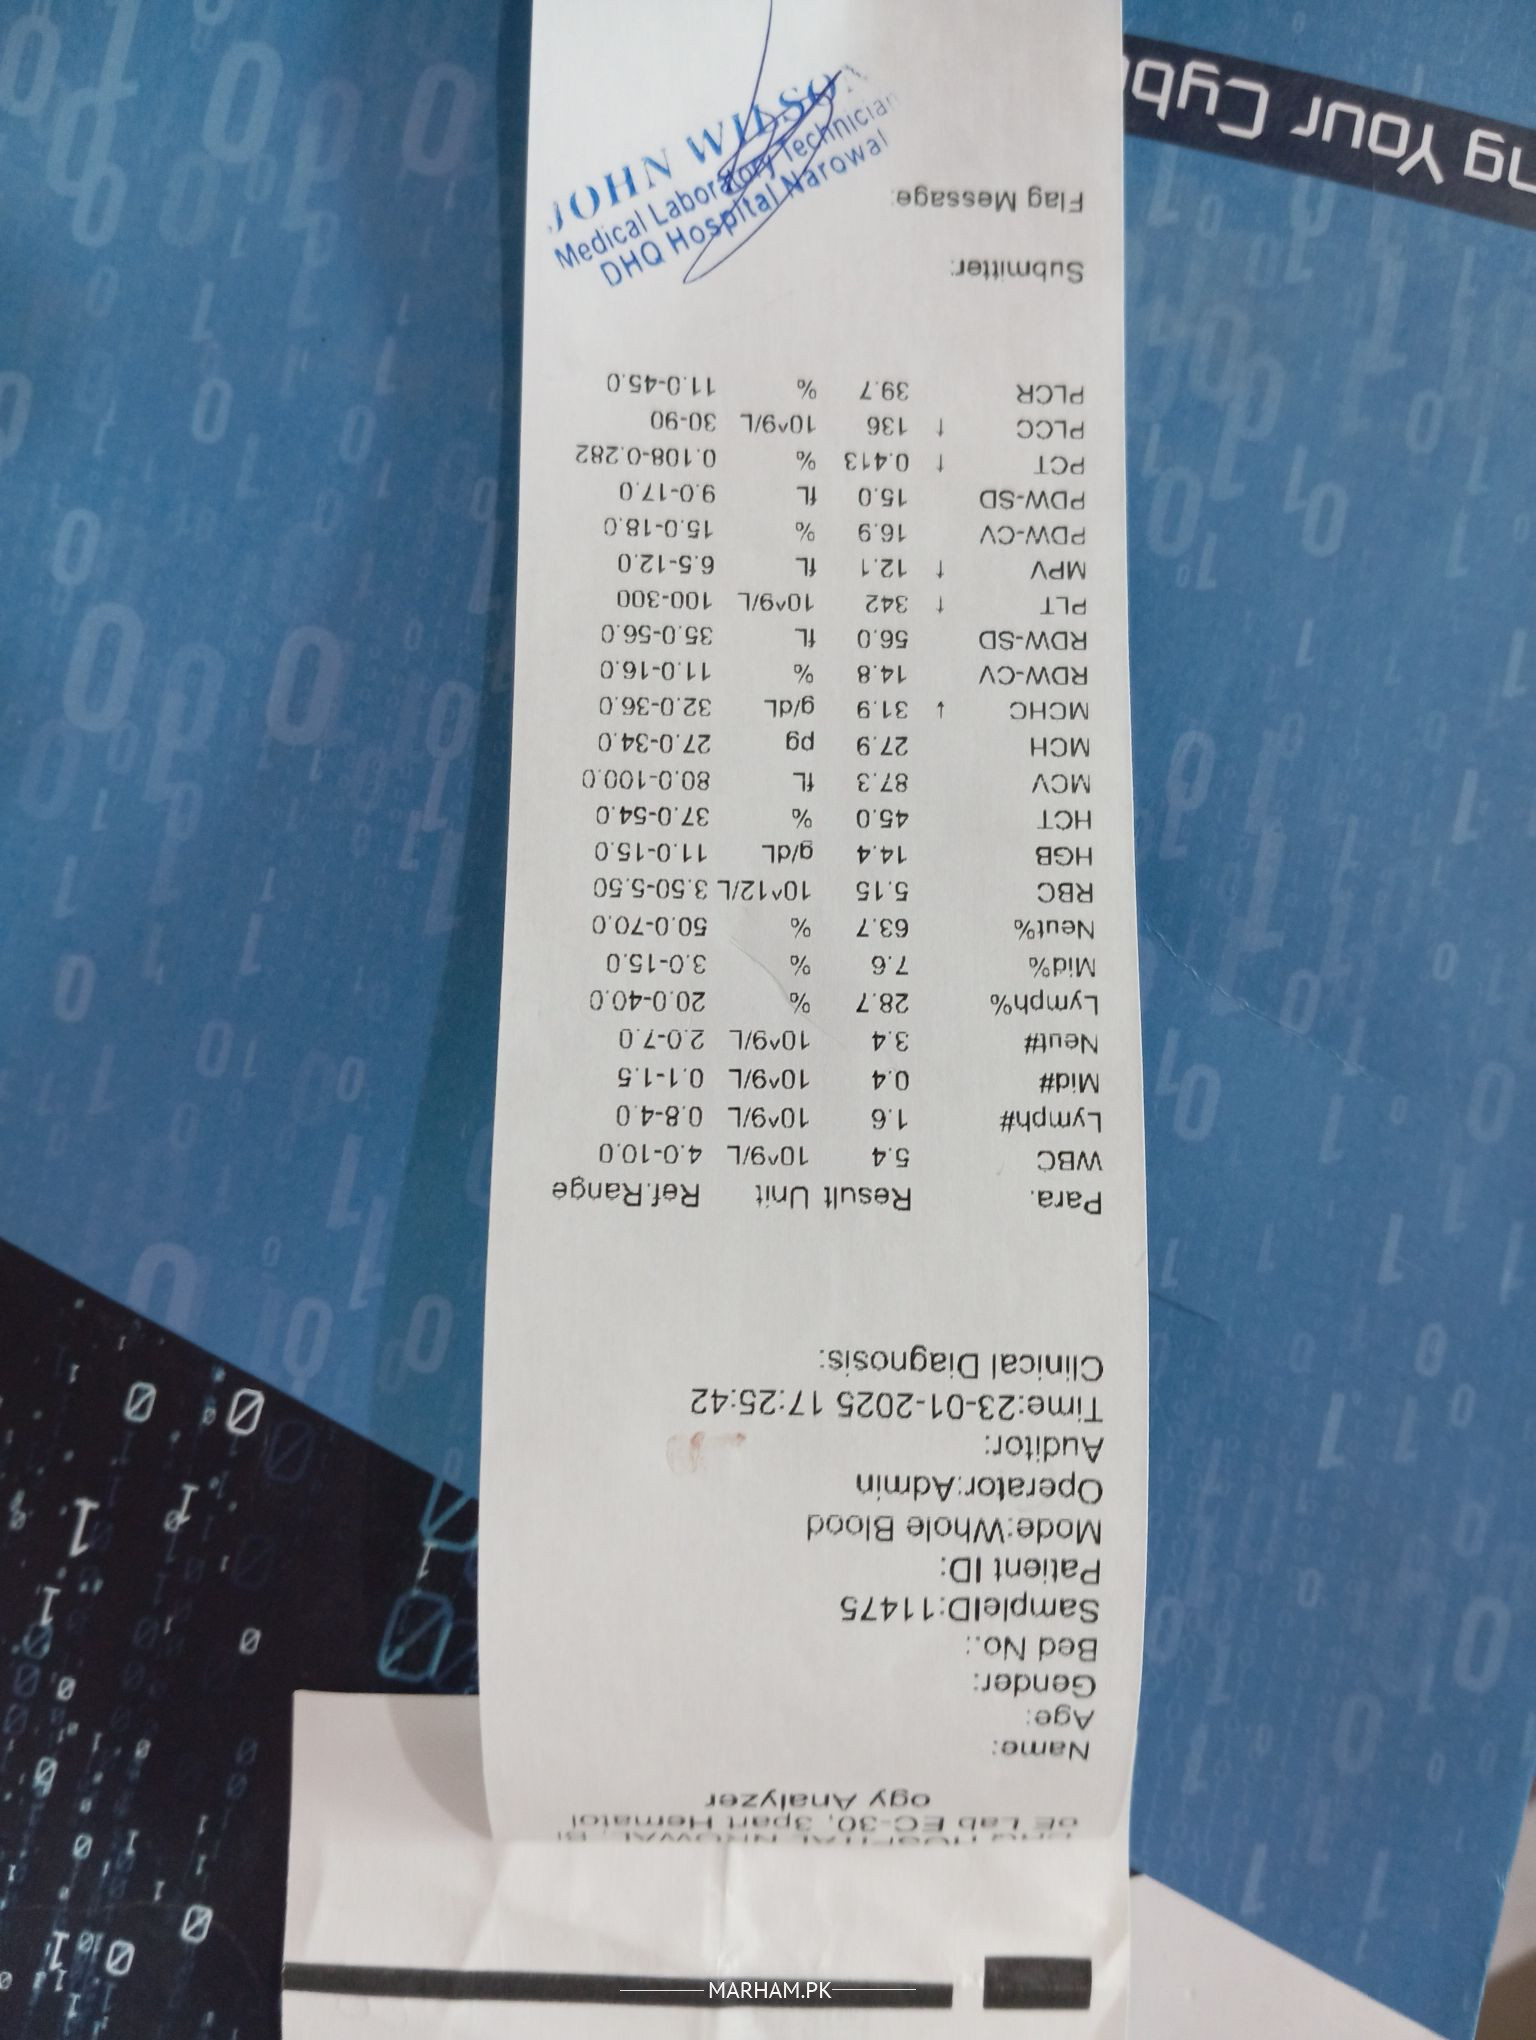 DHQ HOSPITAL NROWAL, BI
oE Lab EC-30, 3part Hematol
ogy Analyzer
Name:
Age:
Gender:
Bed No.:
SampleID:11475
Patient ID:
Mode:Whole Blood
Operator:Admin
Auditor:
Time:23-01-2025 17:25:42
Clinical Diagnosis:
Para. Result Unit Ref.Range
WBC 5.4 10^9/L 4.0-10.0
Lymph# 1.6 10^9/L 0.8-4.0
Mid# 0.4 10^9/L 0.1-1.5
Neut# 3.4 10^9/L 2.0-7.0
Lymph% 28.7 % 20.0-40.0
Mid% 7.6 % 3.0-15.0
Neut% 63.7 % 50.0-70.0
RBC 5.15 10^12/L 3.50-5.50
HGB 14.4 g/dL 11.0-15.0
HCT 45.0 % 37.0-54.0
MCV 87.3 fL 80.0-100.0
MCH 27.9 pg 27.0-34.0
MCHC ↓ 31.9 g/dL 32.0-36.0
RDW-CV 14.8 % 11.0-16.0
RDW-SD 56.0 fL 35.0-56.0
PLT ↑ 342 10^9/L 100-300
MPV ↑ 12.1 fL 6.5-12.0
PDW-CV 16.9 % 15.0-18.0
PDW-SD 15.0 fL 9.0-17.0
PCT ↑ 0.413 % 0.108-0.282
PLCC ↑ 136 10^9/L 30-90
PLCR 39.7 % 11.0-45.0
Submitter:
Flag Message:
JOHN WILSON
Medical Laboratory Technician
DHQ Hospital Narowal
ng Your Cyb
MARHAM.PK